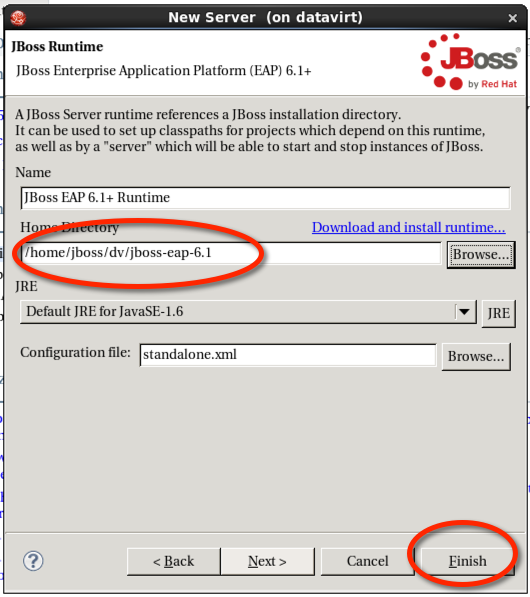 New Server (on datavirt)
JBoss Runtime
JBoss Enterprise Application Platform (EAP) 6.1+
JBoss
by Red Hat
A JBoss Server runtime references a JBoss installation directory.
It can be used to set up classpaths for projects which depend on this runtime,
as well as by a "server" which will be able to start and stop instances of JBoss.
Name
JBoss EAP 6.1+ Runtime
Home Directory Download and install runtime...
/home/jboss/dv/jboss-eap-6.1 Browse...
JRE
Default JRE for JavaSE-1.6 JRE
Configuration file: standalone.xml Browse...
? < Back Next > Cancel Finish